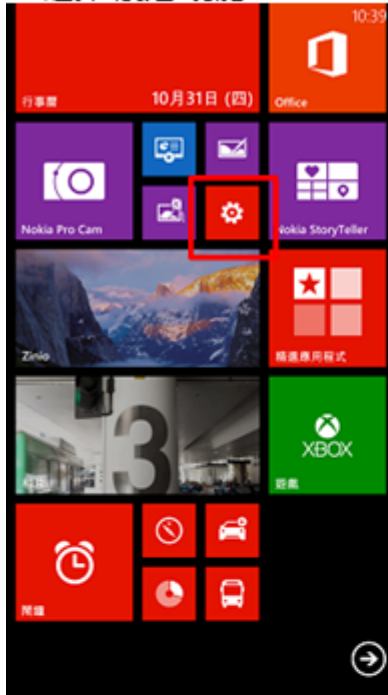 10:39
行事曆
10月31日 (四)
Office
Nokia Pro Cam
Nokia StoryTeller
Zinio
精選應用程式
3
XBOX
遊戲
鬧鐘